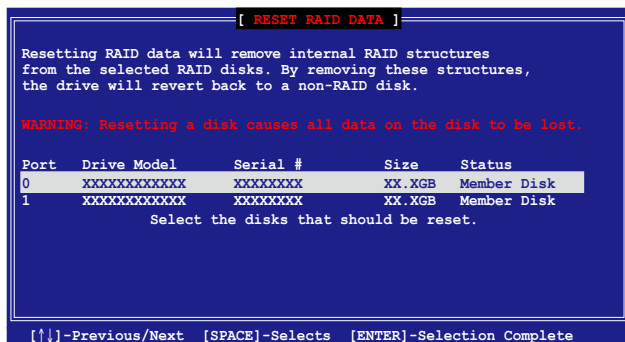 [ RESET RAID DATA ]
Resetting RAID data will remove internal RAID structures
from the selected RAID disks. By removing these structures,
the drive will revert back to a non-RAID disk.
WARNING: Resetting a disk causes all data on the disk to be lost.
Port Drive Model Serial # Size Status
0 XXXXXXXXXXXX XXXXXXXX XX.XGB Member Disk
1 XXXXXXXXXXXX XXXXXXXX XX.XGB Member Disk
Select the disks that should be reset.
[↑↓]-Previous/Next [SPACE]-Selects [ENTER]-Selection Complete